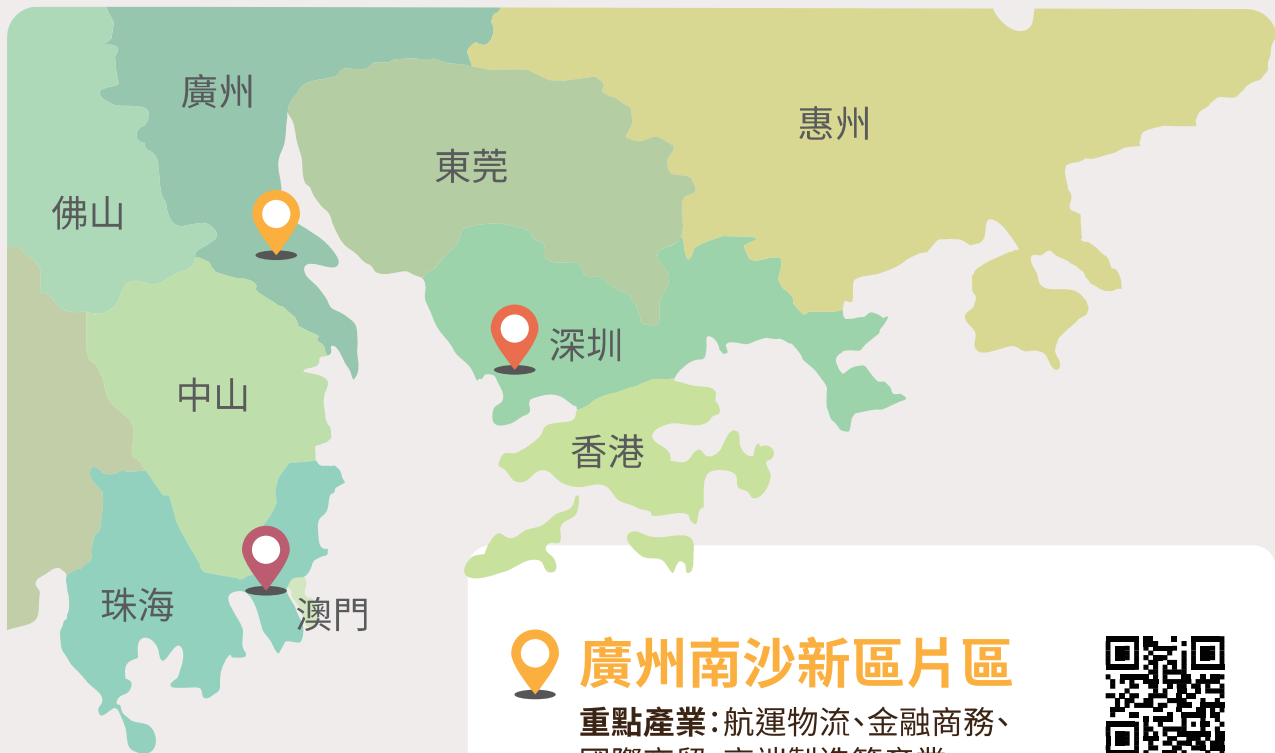 廣州
惠州
東莞
佛山
深圳
中山
香港
珠海
澳門
廣州南沙新區片區
重點產業：航運物流、金融商務、